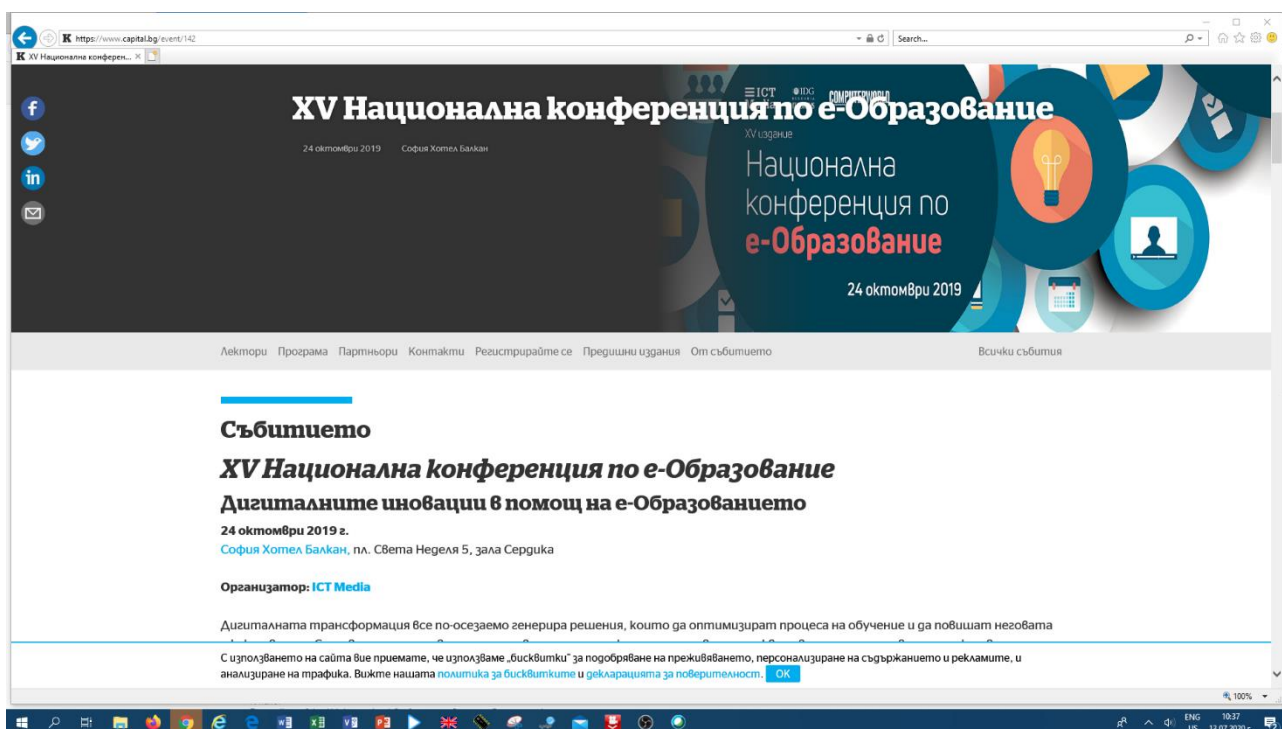 https://www.capital.bg/event/142
Search...
XV Национална конферен...
XV Национална конференция по е-Образование
ICT
IDG
COMPUTERWORLD
24 октомври 2019 София Хотел Балкан
XV издание
Национална
конференция по
е-Образование
24 октомври 2019
Лектори Програма Партньори Контакти Регистрирайте се Предишни издания От събитието Всички събития
Събитието
XV Национална конференция по е-Образование
Дигиталните иновации в помощ на е-Образованието
24 октомври 2019 г.
София Хотел Балкан, пл. Света Неделя 5, зала Сердика
Организатор: ICT Media
Дигиталната трансформация все по-осезаемо генерира решения, които да оптимизират процеса на обучение и да повишат неговата
С използването на сайта вие приемате, че използваме „бисквитки" за подобряване на преживяването, персонализиране на съдържанието и рекламите, и
анализиране на трафика. Вижте нашата политика за бисквитките и декларацията за поверителност. OK
100%
ENG 10:37
US 13.07.2020 г.